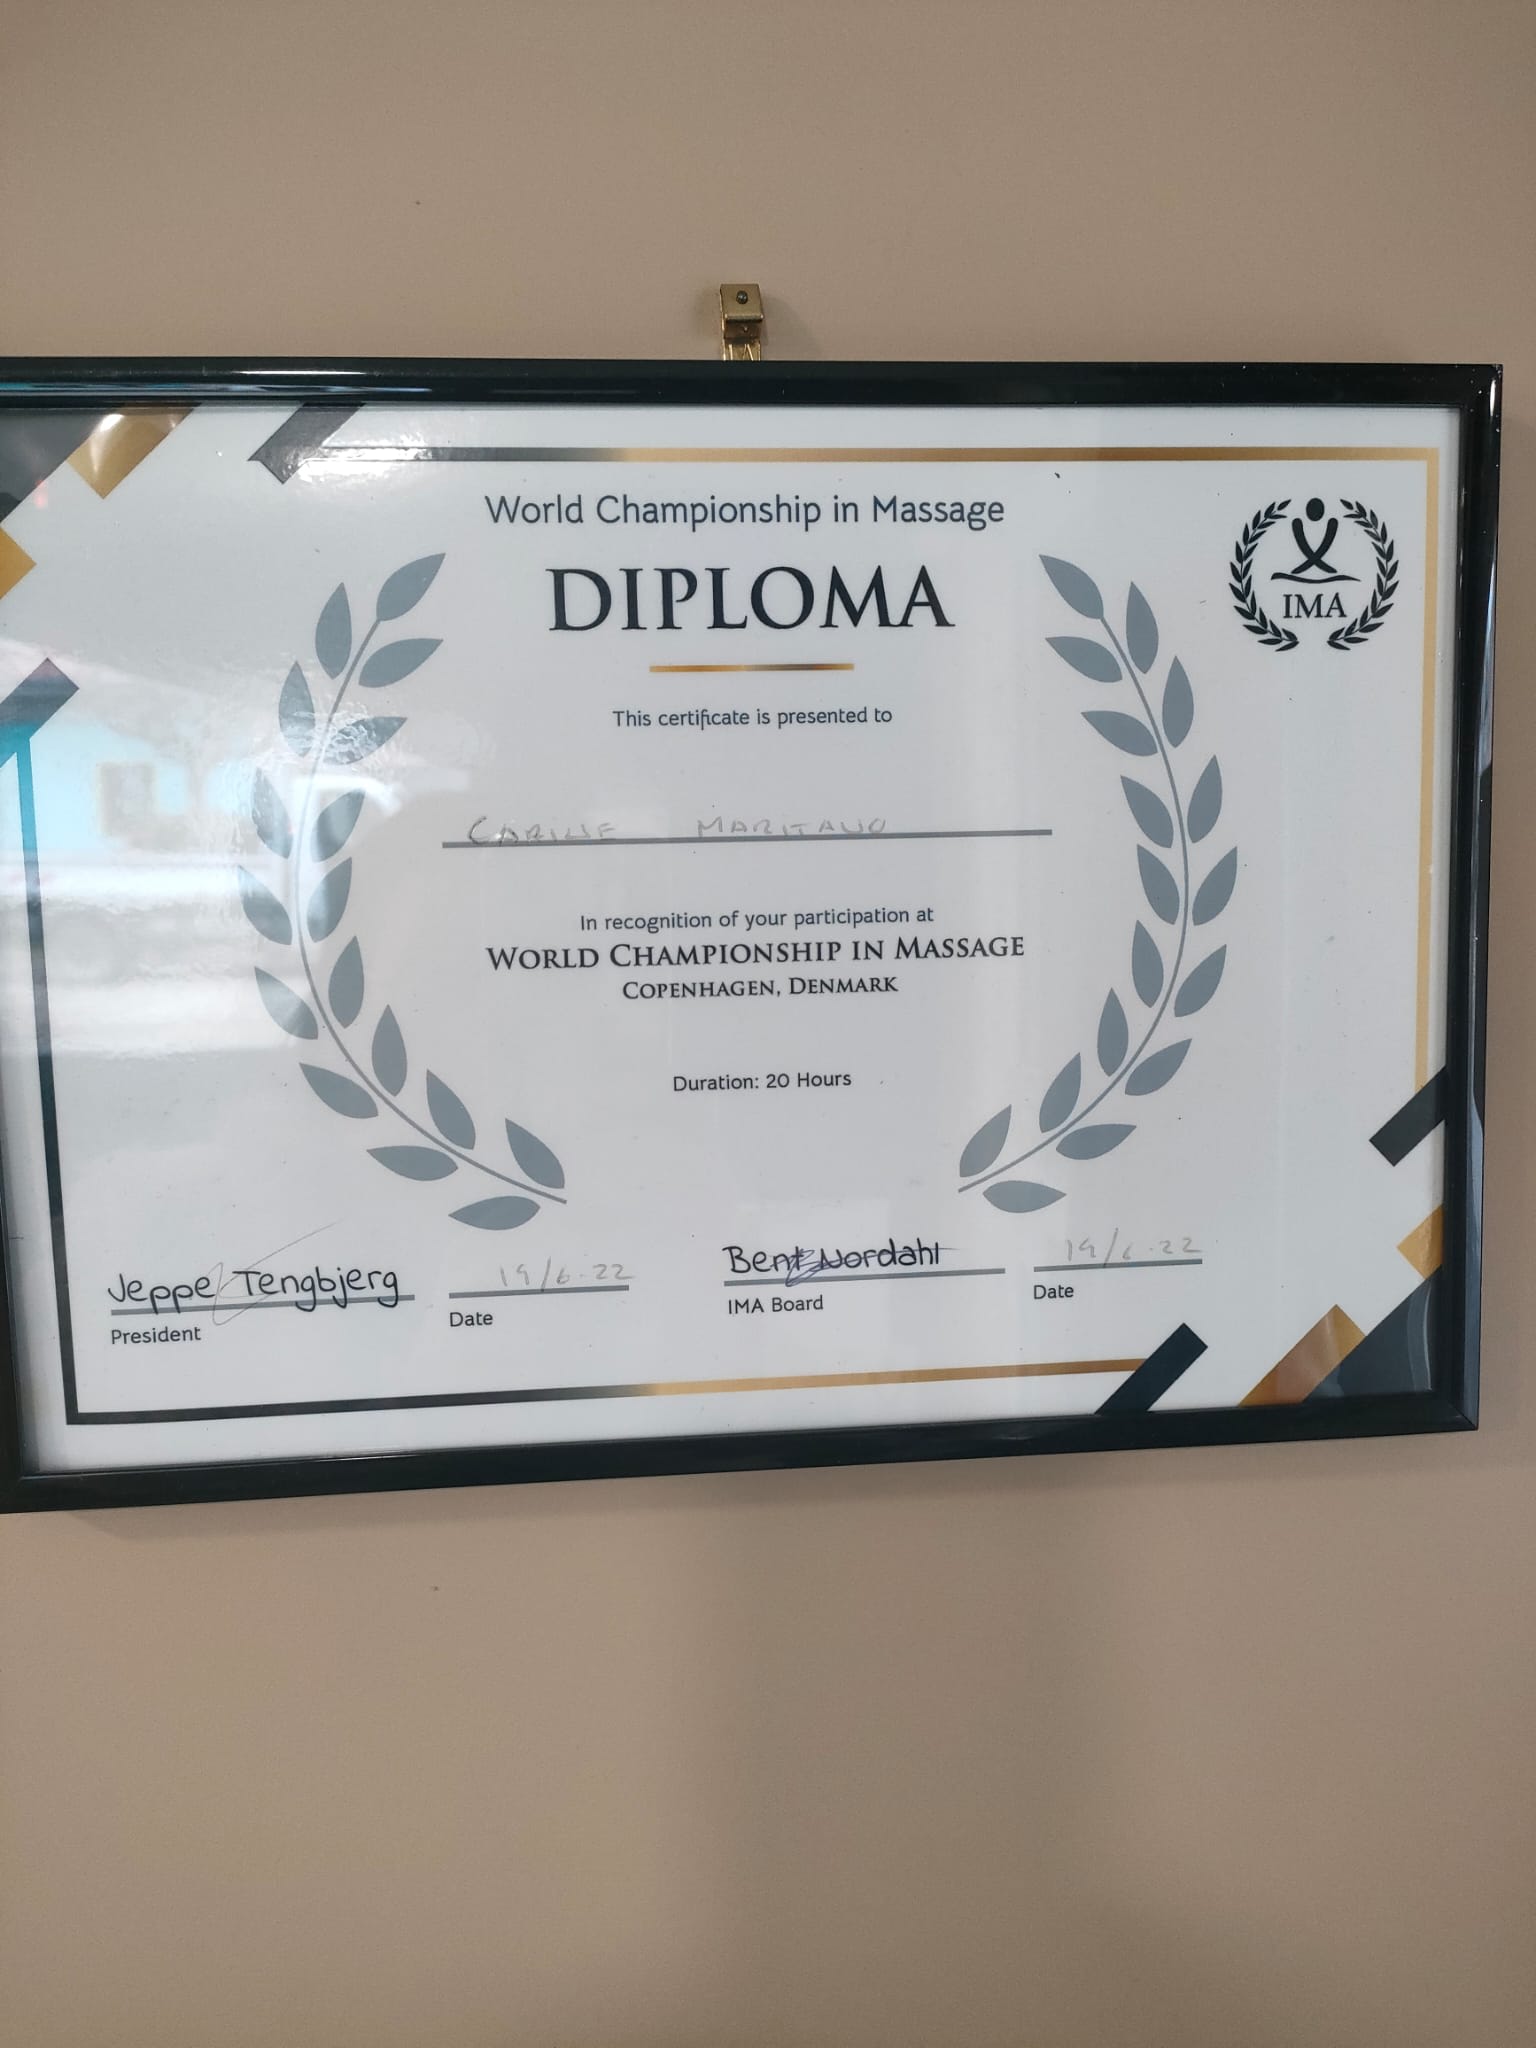 World Championship in Massage
DIPLOMA
IMA
This certificate is presented to
MARITAUD
In recognition of your participation at
WORLD CHAMPIONSHIP IN MASSAGE
COPENHAGEN, DENMARK
Duration: 20 Hours
Jeppe Tengbjerg
19/6-22
Bent Nordahl
19/6-22
President
Date
IMA Board
Date